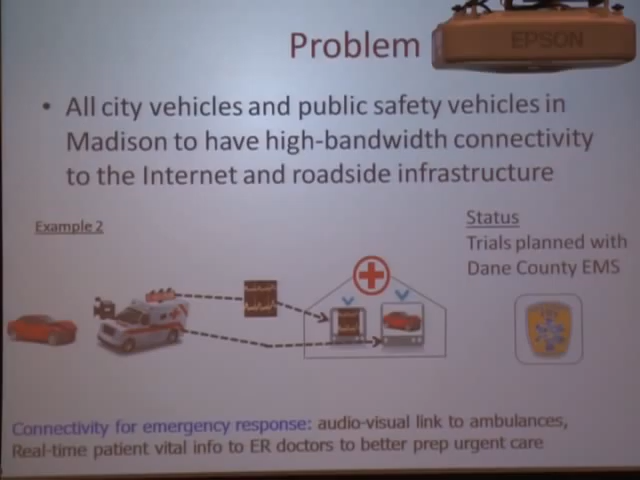 Problem
EPSON
• All city vehicles and public safety vehicles in
Madison to have high-bandwidth connectivity
to the Internet and roadside infrastructure
Example 2
Status
Trials planned with
Dane County EMS
Connectivity for emergency response: audio-visual link to ambulances,
Real-time patient vital info to ER doctors to better prep urgent care